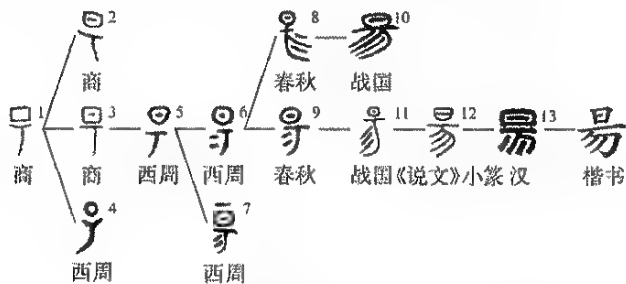 2 8 10
商 春秋 战国
1 3 5 6 9 11 12 13 昜
商 商 西周 西周 春秋 战国《说文》小篆 汉 楷书
4 7
西周 西周